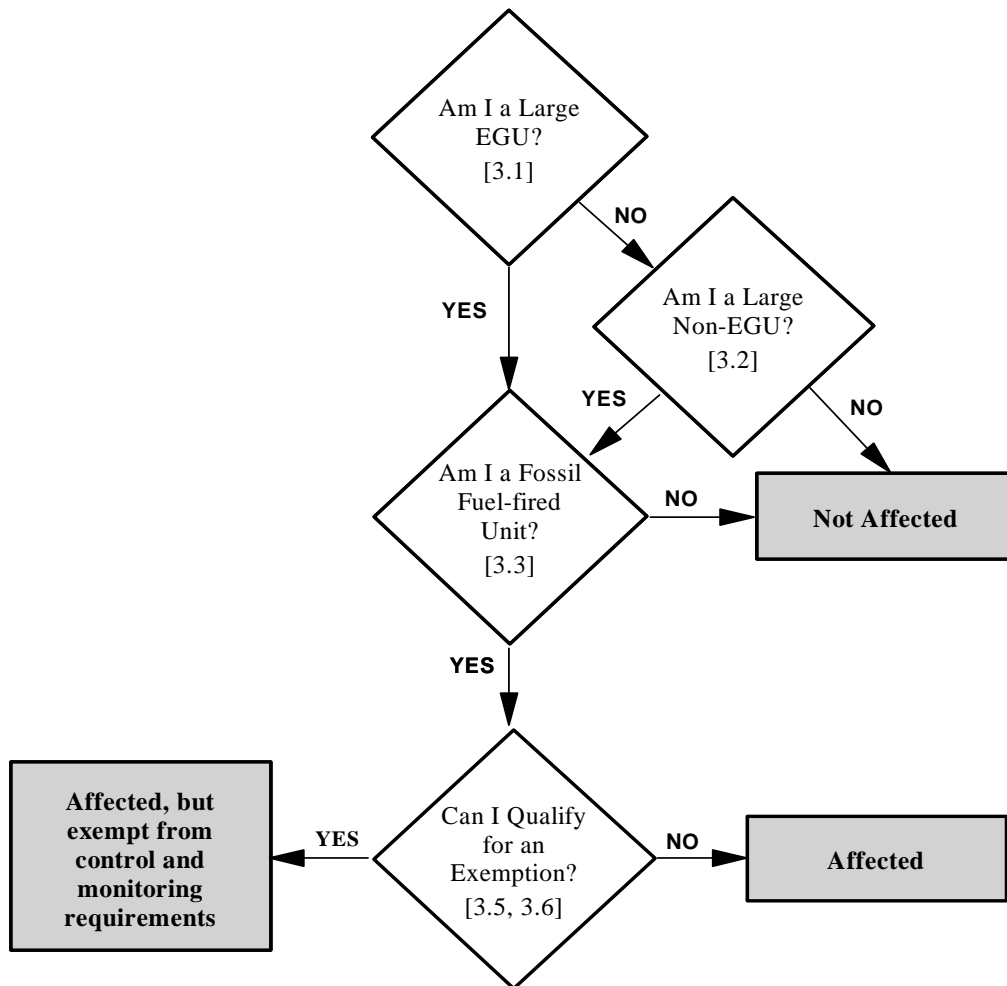 Am I a Large
EGU?
[3.1]
NO
YES
Am I a Large
Non-EGU?
[3.2]
YES
NO
Am I a Fossil
Fuel-fired
Unit?
[3.3]
NO
Not Affected
YES
Affected, but
exempt from
control and
monitoring
requirements
YES
Can I Qualify
for an
Exemption?
[3.5, 3.6]
NO
Affected